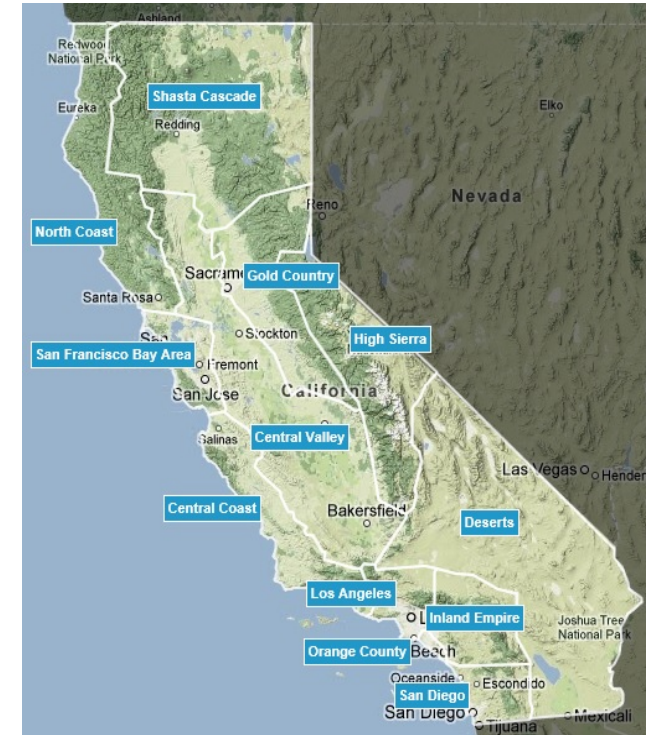 Ashland
Redwood
National Park
Shasta Cascade
Eureka
Elko
Redding
Nevada
Reno
North Coast
Sacram
Gold Country
Santa Rosa
San
Stockton
High Sierra
San Francisco Bay Area
Fremont
San Jose
California
Salinas
Central Valley
Las Vegas
Hender
Central Coast
Bakersfield
Deserts
Los Angeles
L
Inland Empire
Joshua Tree
National Park
Orange County
Beach
Oceanside
Escondido
San Diego
San Diego
Tijuana
Mexicali